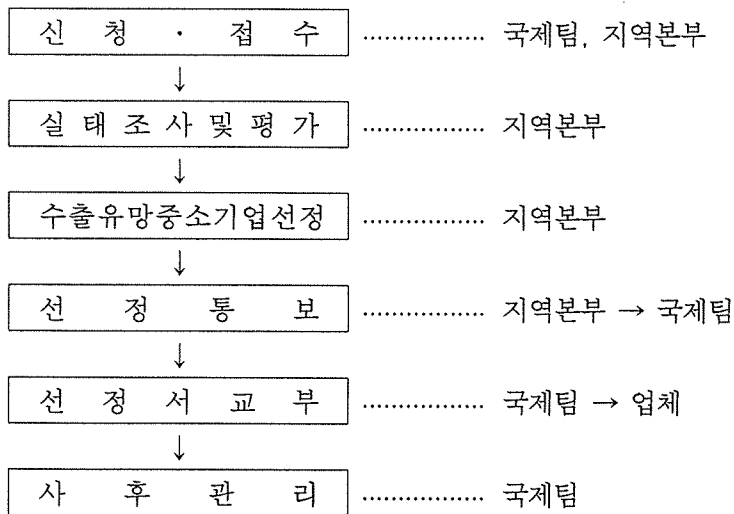 신 청 · 접 수 ................. 국제팀, 지역본부
↓
실 태 조 사 및 평 가 ................. 지역본부
↓
수출유망중소기업선정 ................. 지역본부
↓
선 정 통 보 ................. 지역본부 → 국제팀
↓
선 정 서 교 부 ................. 국제팀 → 업체
↓
사 후 관 리 ................. 국제팀